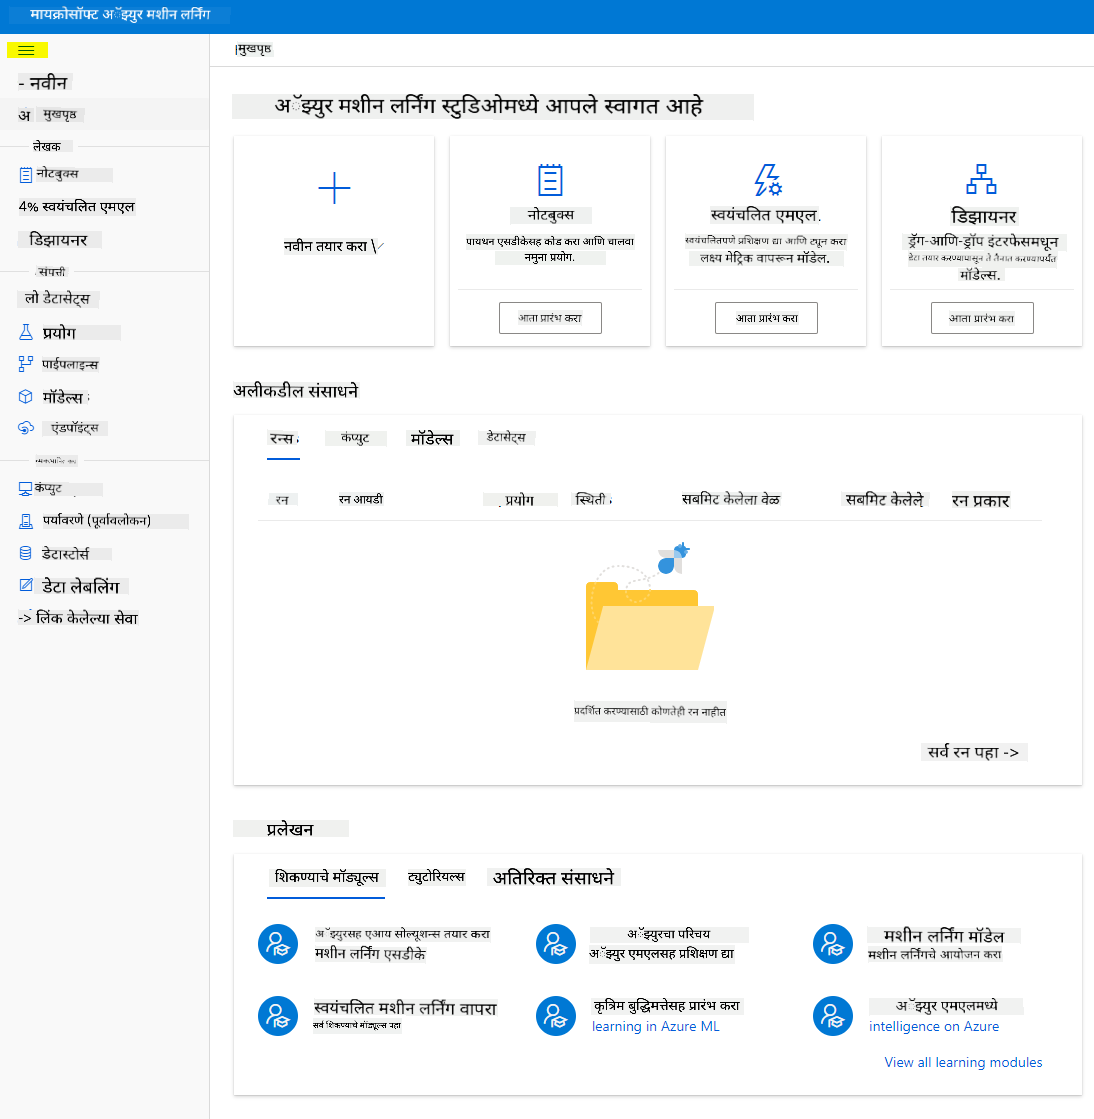 मायक्रोसॉफ्ट अॅझ्युर मशीन लर्निंग
- नवीन
अ मुखपृष्ठ
लेखक
नोटबुक्स
4% स्वयंचलित एमएल
डिझायनर
संपत्ती
लो डेटासेट्स
प्रयोग
पाईपलाइन्स
मॉडेल्स
एंडपॉइंट्स
कंप्युट
पर्यावरणे (पूर्वावलोकन)
डेटास्टोर्स
डेटा लेबलिंग
-> लिंक केलेल्या सेवा
मुखपृष्ठ
अॅझ्युर मशीन लर्निंग स्टुडिओमध्ये आपले स्वागत आहे
नवीन तयार करा \
नोटबुक्स
पायथन एसडीकेसह कोड करा आणि चालवा
नमुना प्रयोग.
आता प्रारंभ करा
स्वयंचलित एमएल.
स्वयंचलितपणे प्रशिक्षण द्या आणि ट्यून करा
लक्ष्य मेट्रिक वापरून मॉडेल.
आता प्रारंभ करा
डिझायनर
ड्रॅग-आणि-ड्रॉप इंटरफेसमधून
डेटा तयार करण्यापासून ते तैनात करण्यापर्यंत
मॉडेल्स.
आता प्रारंभ करा
अलीकडील संसाधने
रन्स कंप्युट मॉडेल्स डेटासेट्स
रन रन आयडी प्रयोग स्थिती सबमिट केलेला वेळ सबमिट केलेले रन प्रकार
प्रदर्शित करण्यासाठी कोणतेही रन नाहीत
सर्व रन पहा ->
प्रलेखन
शिकण्याचे मॉड्यूल्स ट्युटोरियल्स अतिरिक्त संसाधने
अॅझ्युरसह एआय सोल्यूशन्स तयार करा
मशीन लर्निंग एसडीके
अॅझ्युरचा परिचय
अॅझ्युर एमएलसह प्रशिक्षण द्या
मशीन लर्निंग मॉडेल
मशीन लर्निंगचे आयोजन करा
स्वयंचलित मशीन लर्निंग वापरा
सर्व शिकण्याचे मॉड्यूल्स पहा
कृत्रिम बुद्धिमत्तेसह प्रारंभ करा
learning in Azure ML
अॅझ्युर एमएलमध्ये
intelligence on Azure
View all learning modules